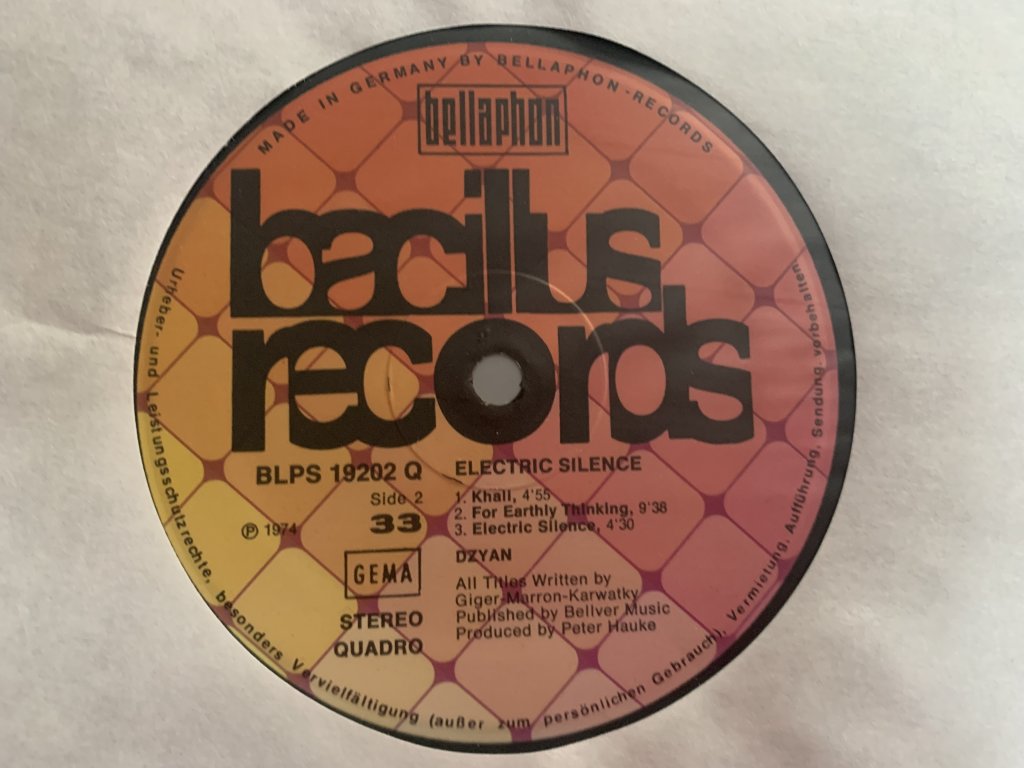 MADE IN GERMANY BY BELLAPHON-RECORDS
bellaphon
bacillus
records
BLPS 19202 Q
Side 2
33
℗ 1974
GEMA
STEREO
QUADRO
ELECTRIC SILENCE
1. Khali, 4'55
2. For Earthly Thinking, 9'38
3. Electric Silence, 4'30
DZYAN
All Titles Written by
Giger-Marron-Karwatky
Published by Bellver Music
Produced by Peter Hauke
Urheber- und Leistungsschutzrechte, besonders Vervielfältigung (außer zum persönlichen Gebrauch), Vermietung, Aufführung, Sendung vorbehalten